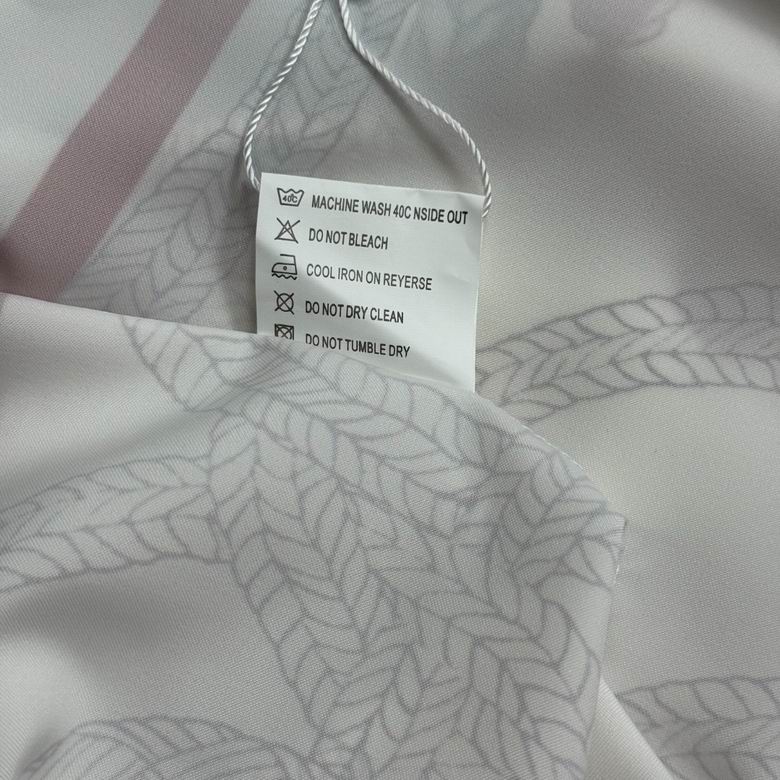 40C MACHINE WASH 40C NSIDE OUT
DO NOT BLEACH
COOL IRON ON REYERSE
DO NOT DRY CLEAN
DO NOT TUMBLE DRY